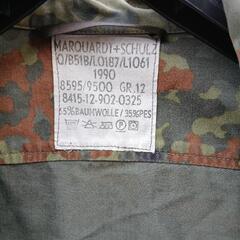 MARQUARDT+SCHULZ
O/B51B/L0187/L1061
1990
8595/9500 GR.12
8415-12-902-0325
65%BAUMWOLLE/35%PES